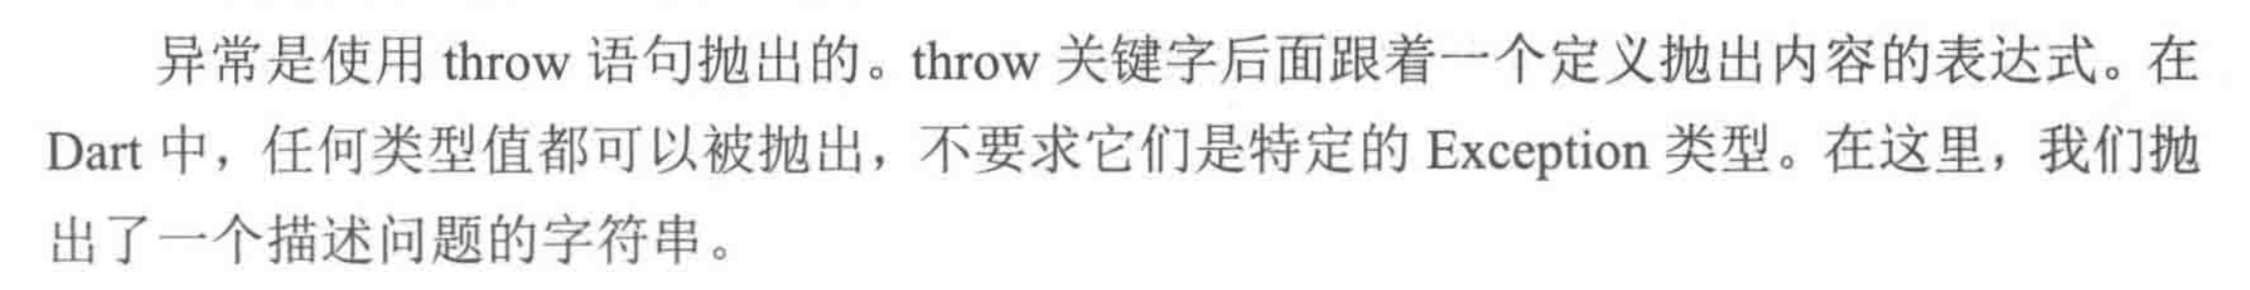 异常是使用 throw 语句抛出的。throw 关键字后面跟着一个定义抛出内容的表达式。在
Dart 中，任何类型值都可以被抛出，不要求它们是特定的 Exception 类型。在这里，我们抛
出了一个描述问题的字符串。